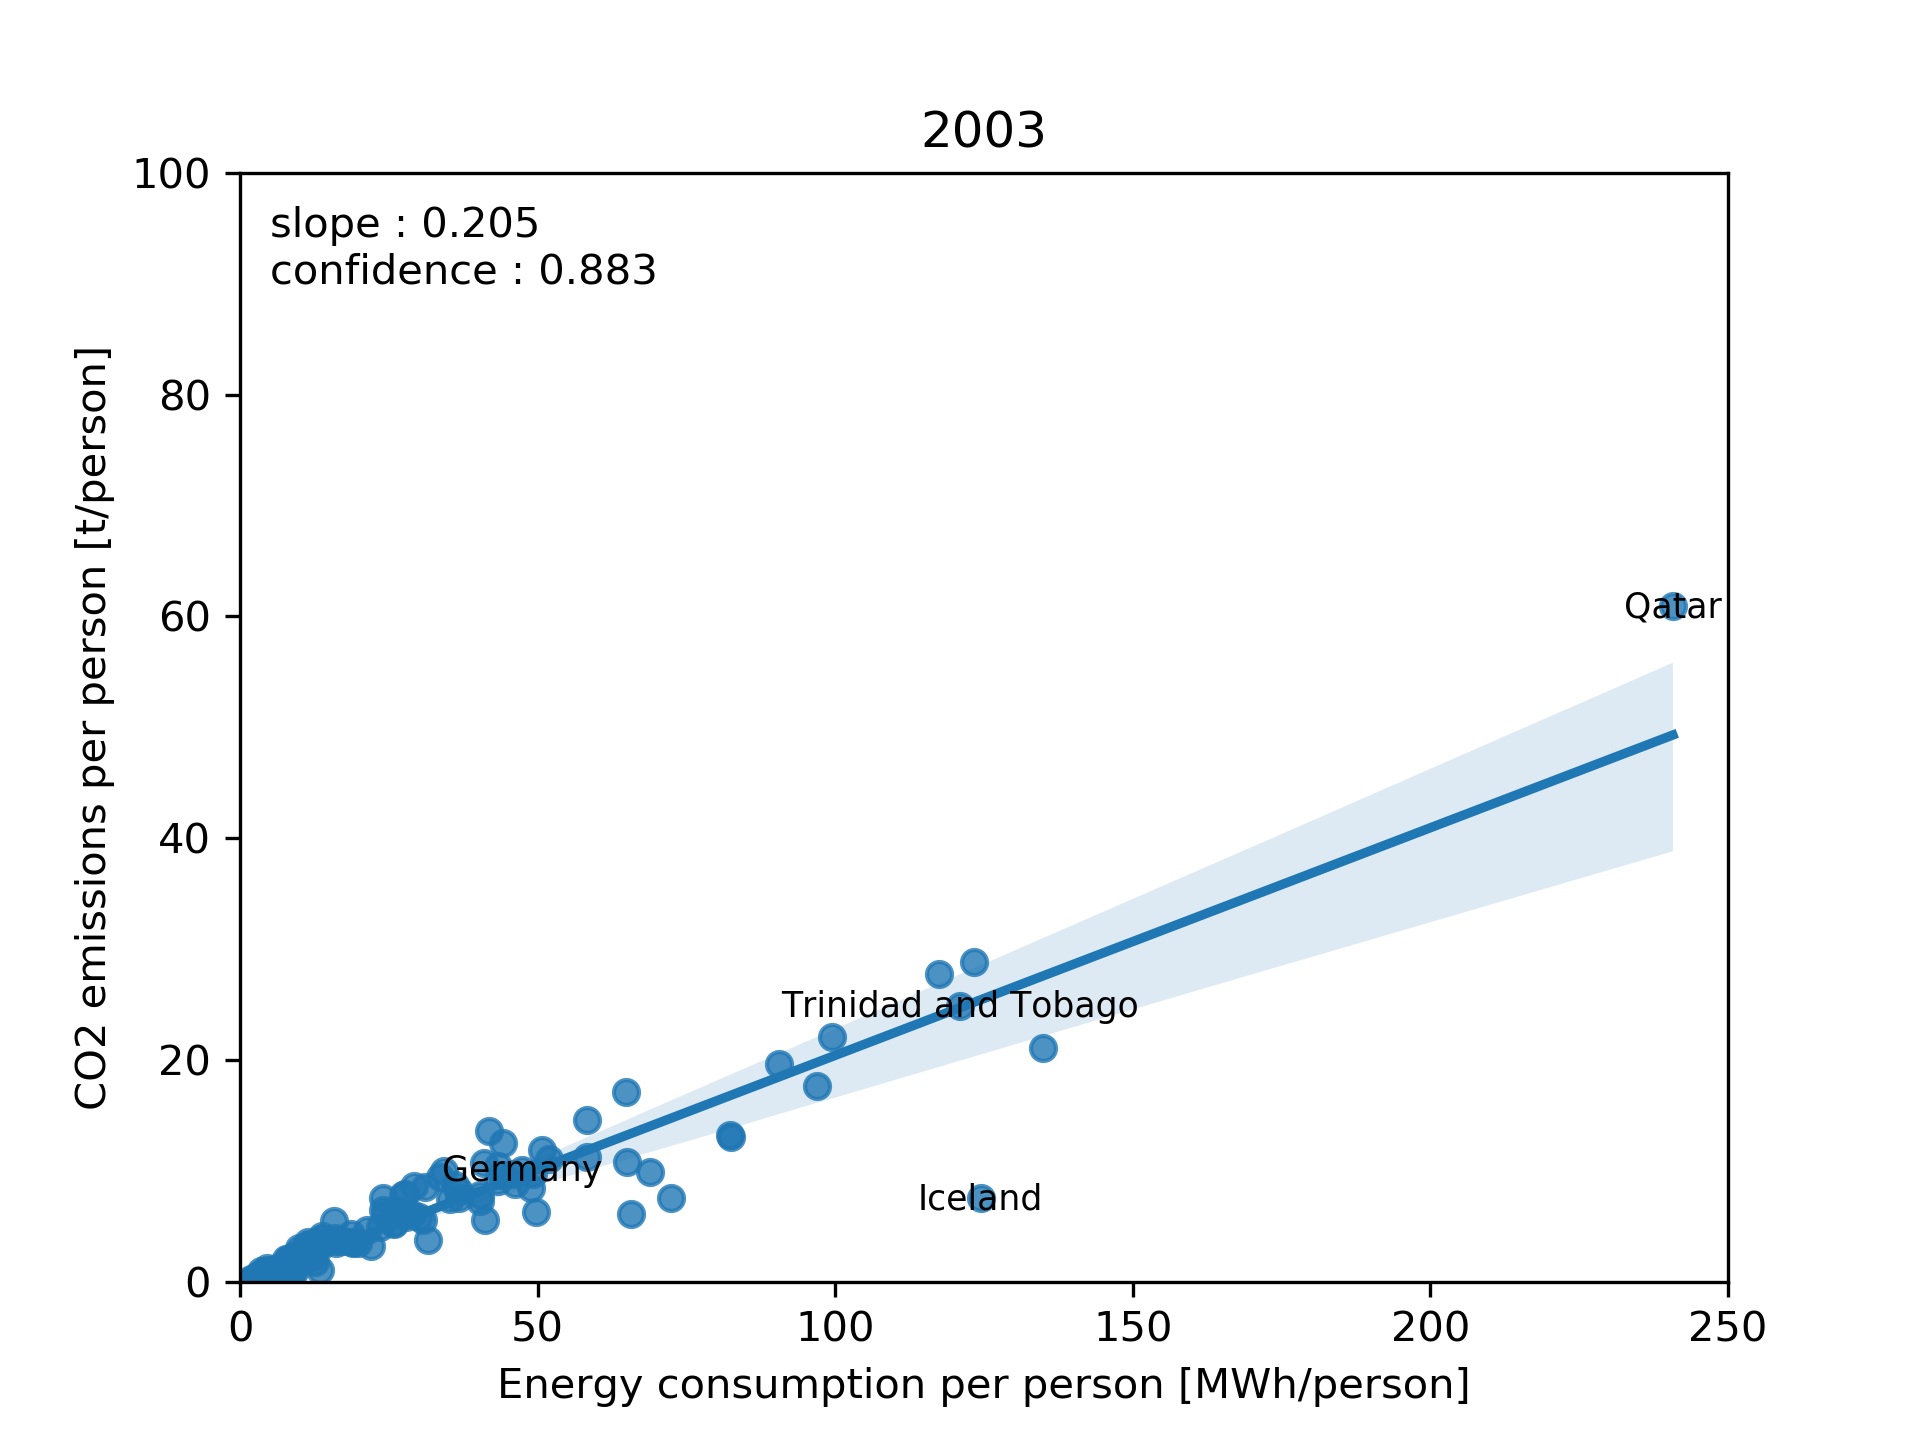 2003
100
80
60
40
20
0
CO2 emissions per person [t/person]
slope : 0.205
confidence : 0.883
Qatar
Trinidad and Tobago
Germany
Iceland
0 50 100 150 200 250
Energy consumption per person [MWh/person]